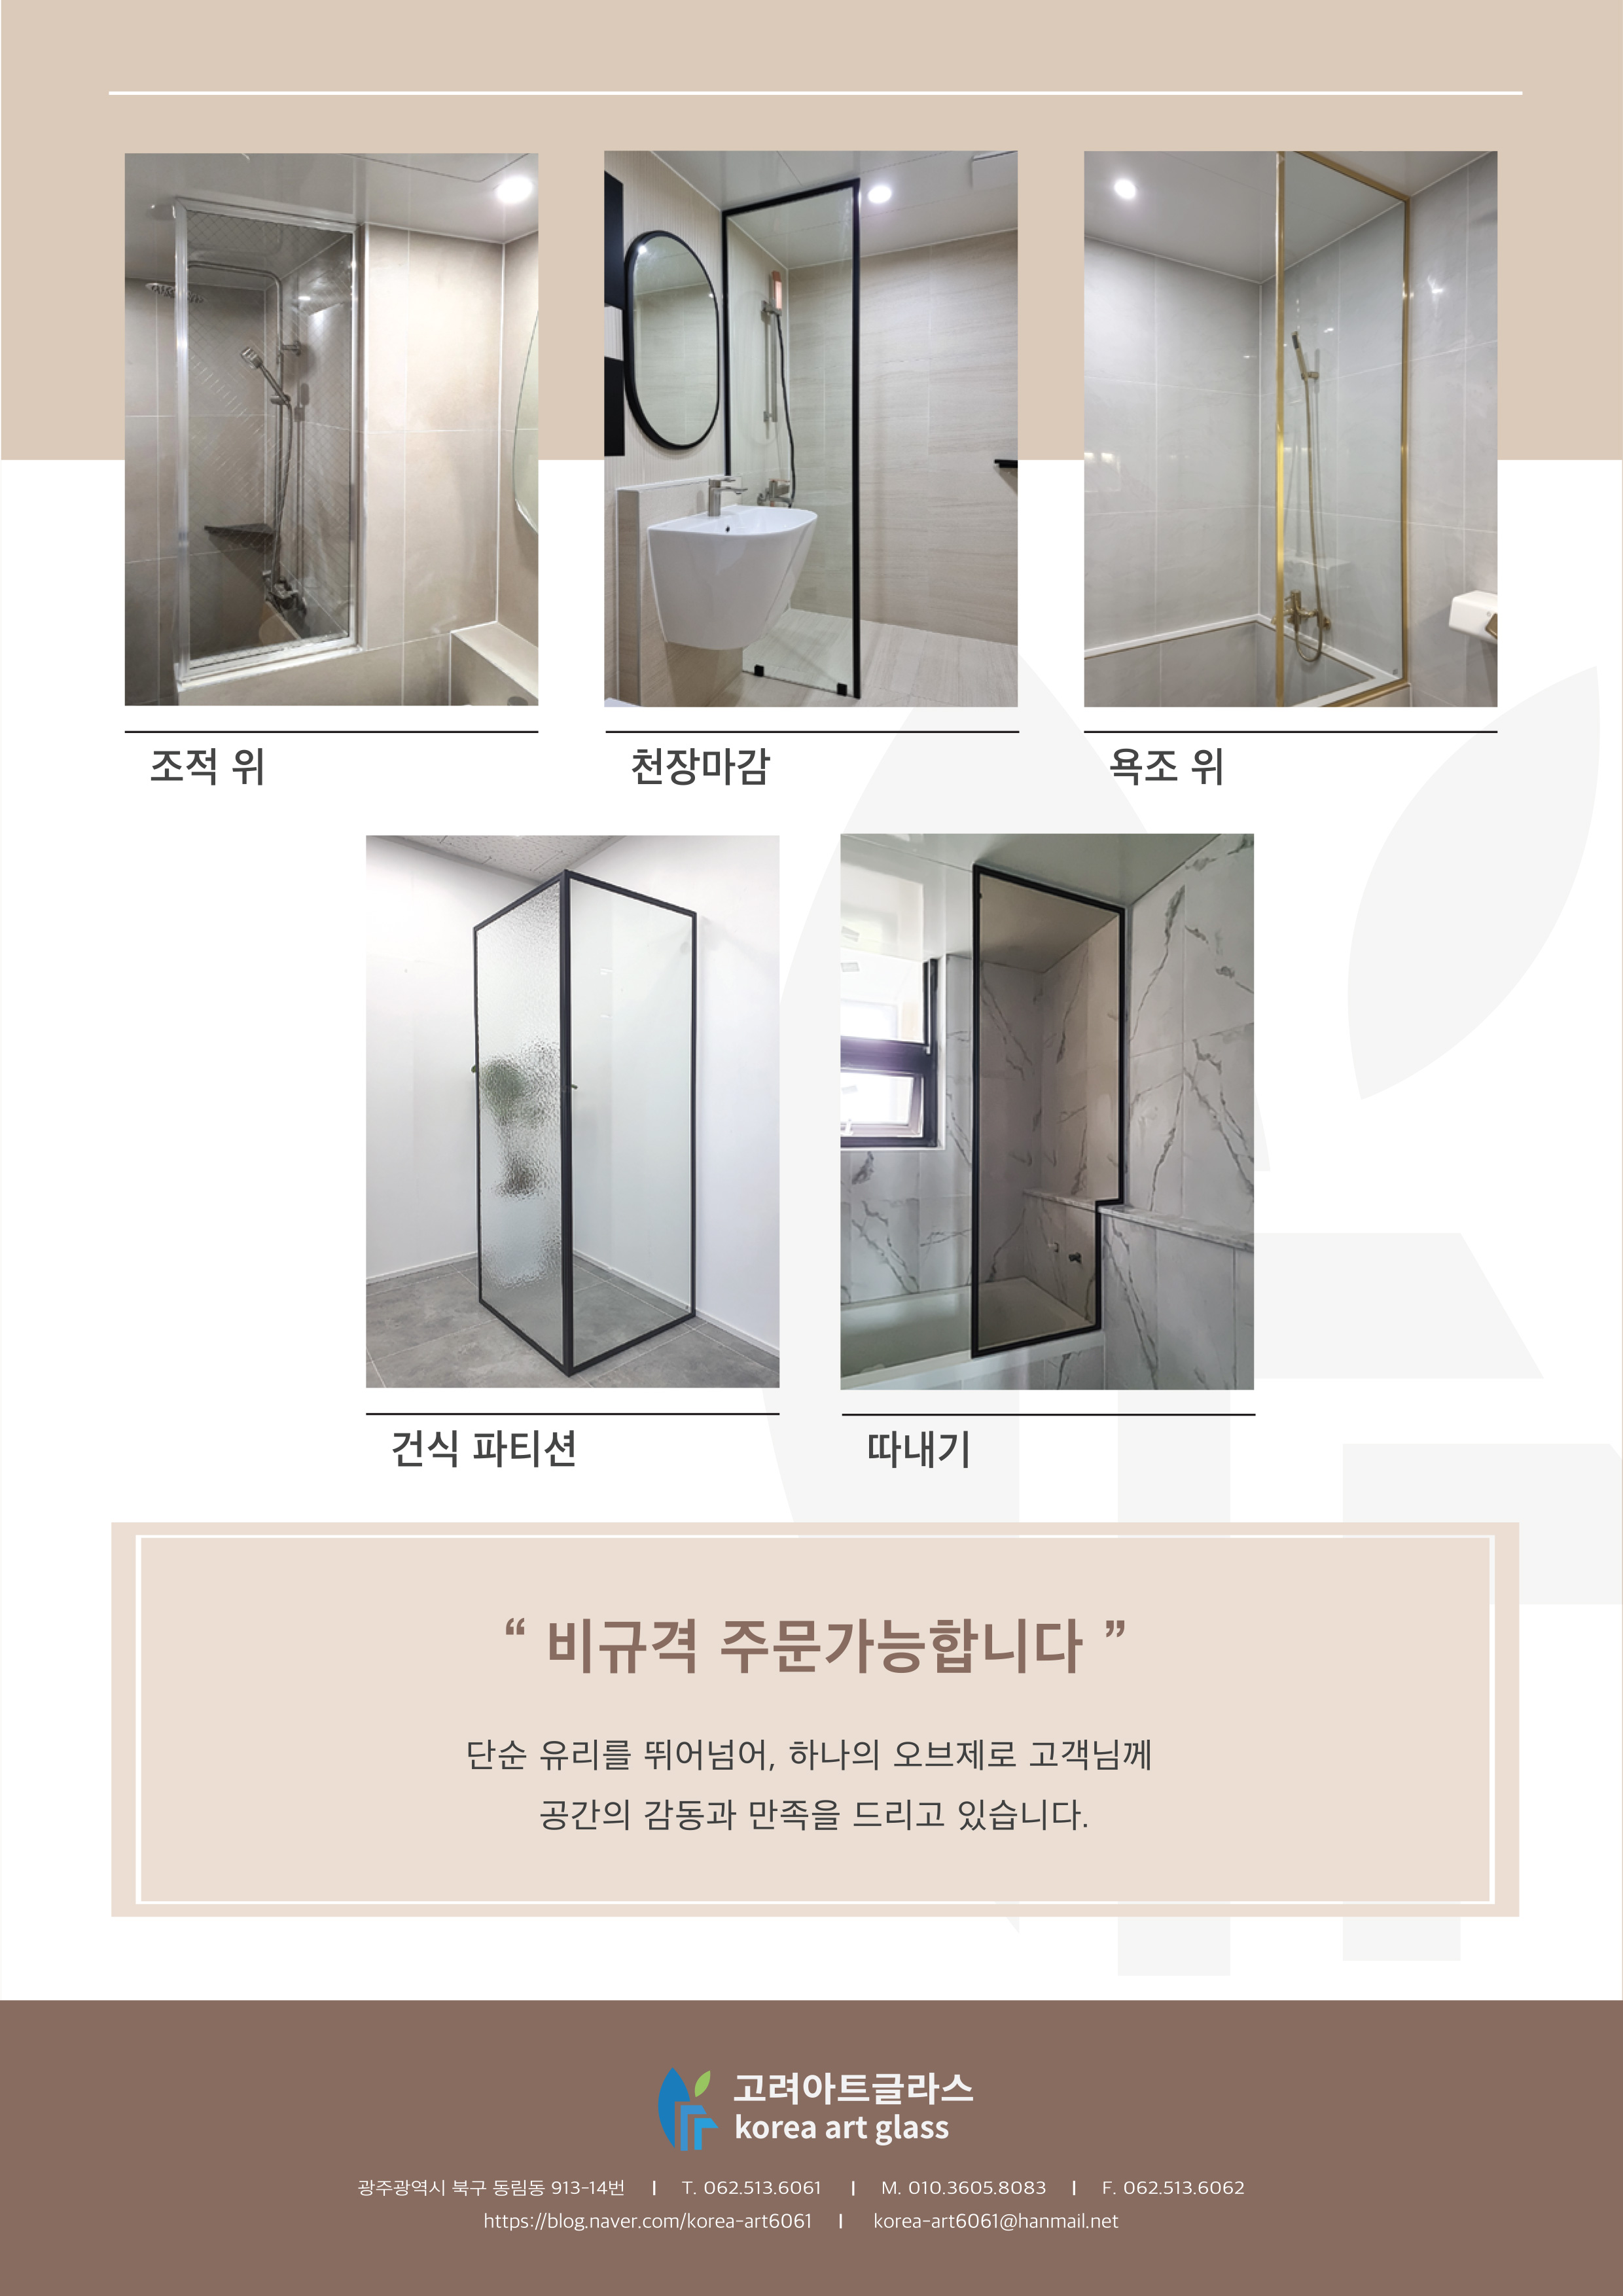 조적 위
천장마감
욕조 위
건식 파티션
따내기
“ 비규격 주문가능합니다 ”
단순 유리를 뛰어넘어, 하나의 오브제로 고객님께
공간의 감동과 만족을 드리고 있습니다.
고려아트글라스
korea art glass
광주광역시 북구 동림동 913-14번 | T. 062.513.6061 | M. 010.3605.8083 | F. 062.513.6062
https://blog.naver.com/korea-art6061 | korea-art6061@hanmail.net